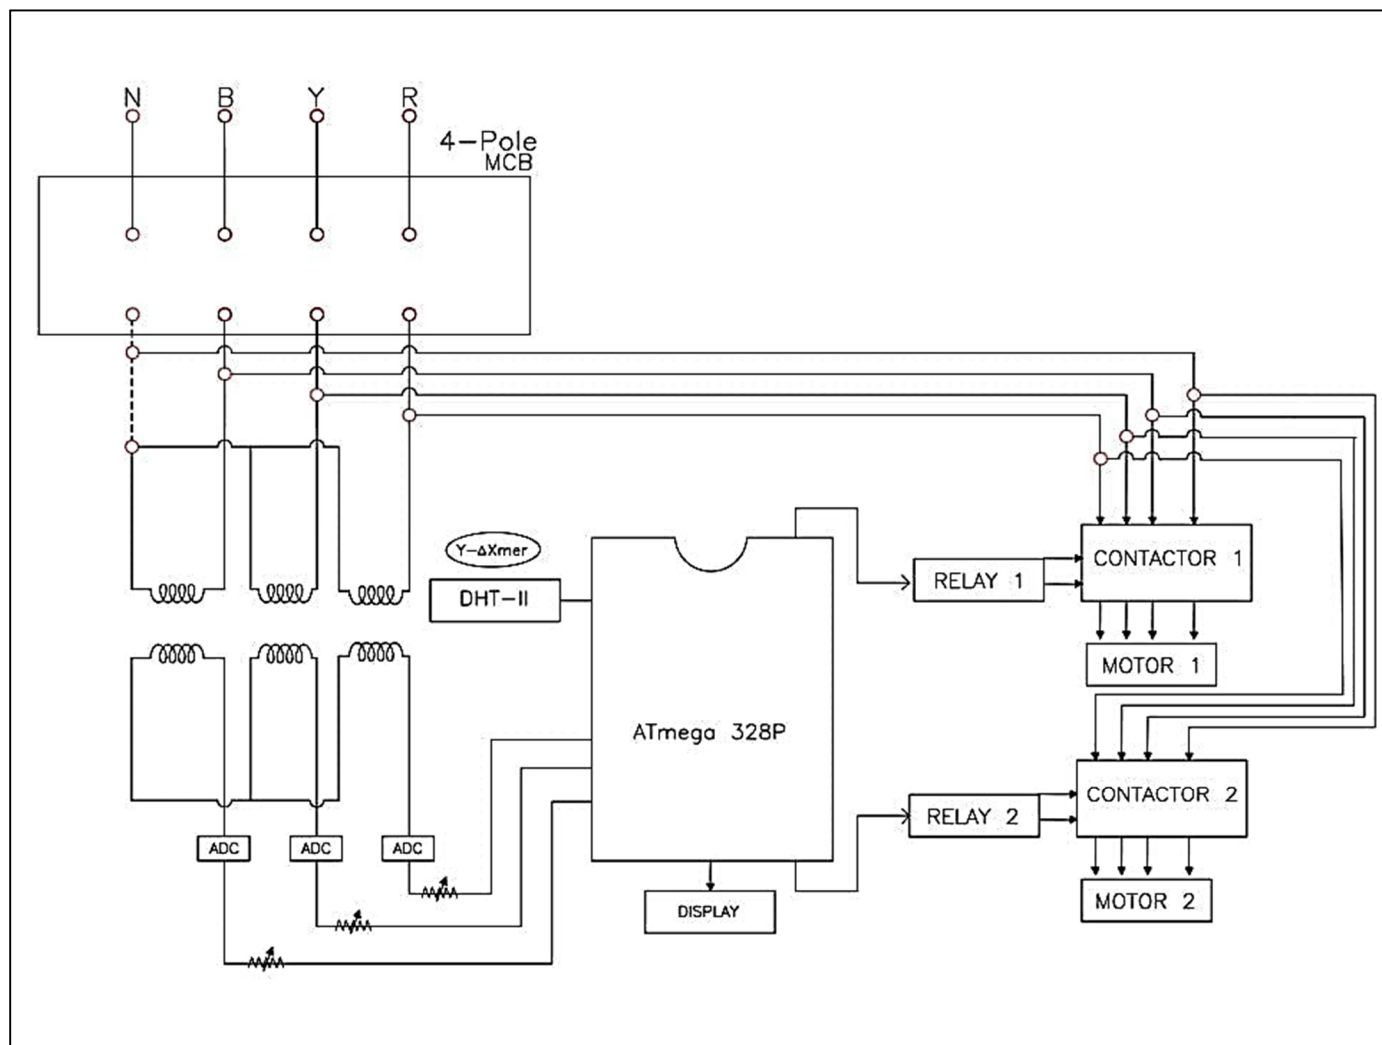 N B Y R
4-Pole
MCB
Y-ΔXmer
DHT-II
ATmega 328P
RELAY 1
CONTACTOR 1
MOTOR 1
RELAY 2
CONTACTOR 2
MOTOR 2
ADC ADC ADC
DISPLAY